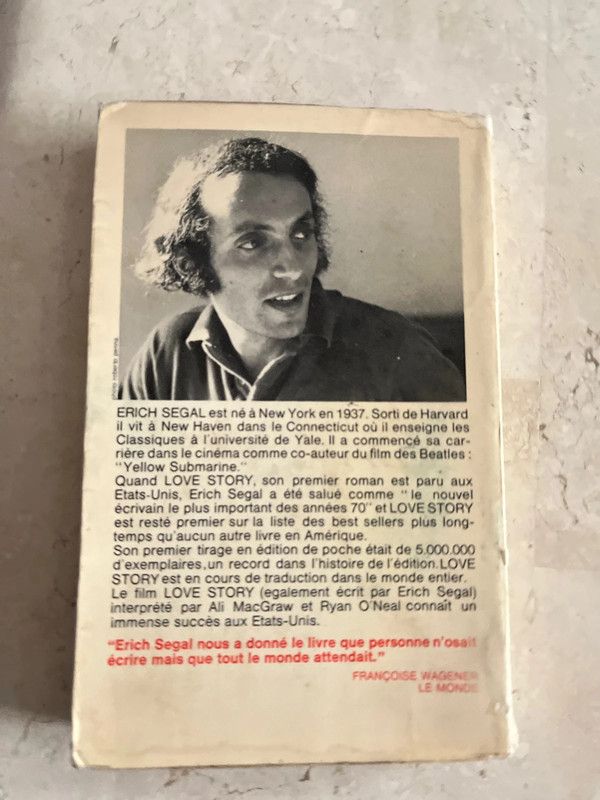 ERICH SEGAL est né à New York en 1937. Sorti de Harvard
il vit à New Haven dans le Connecticut où il enseigne les
Classiques à l'université de Yale. Il a commencé sa car-
rière dans le cinéma comme co-auteur du film des Beatles :
"Yellow Submarine."
Quand LOVE STORY, son premier roman est paru aux
Etats-Unis, Erich Segal a été salué comme "le nouvel
écrivain le plus important des années 70" et LOVE STORY
est resté premier sur la liste des best sellers plus long-
temps qu'aucun autre livre en Amérique.
Son premier tirage en édition de poche était de 5.000.000
d'exemplaires,un record dans l'histoire de l'édition.LOVE
STORY est en cours de traduction dans le monde entier.
Le film LOVE STORY (egalement écrit par Erich Segal)
interprété par Ali MacGraw et Ryan O'Neal connaît un
immense succès aux Etats-Unis.
"Erich Segal nous a donné le livre que personne n'osait
écrire mais que tout le monde attendait."
FRANÇOISE WAGENER
LE MONDE